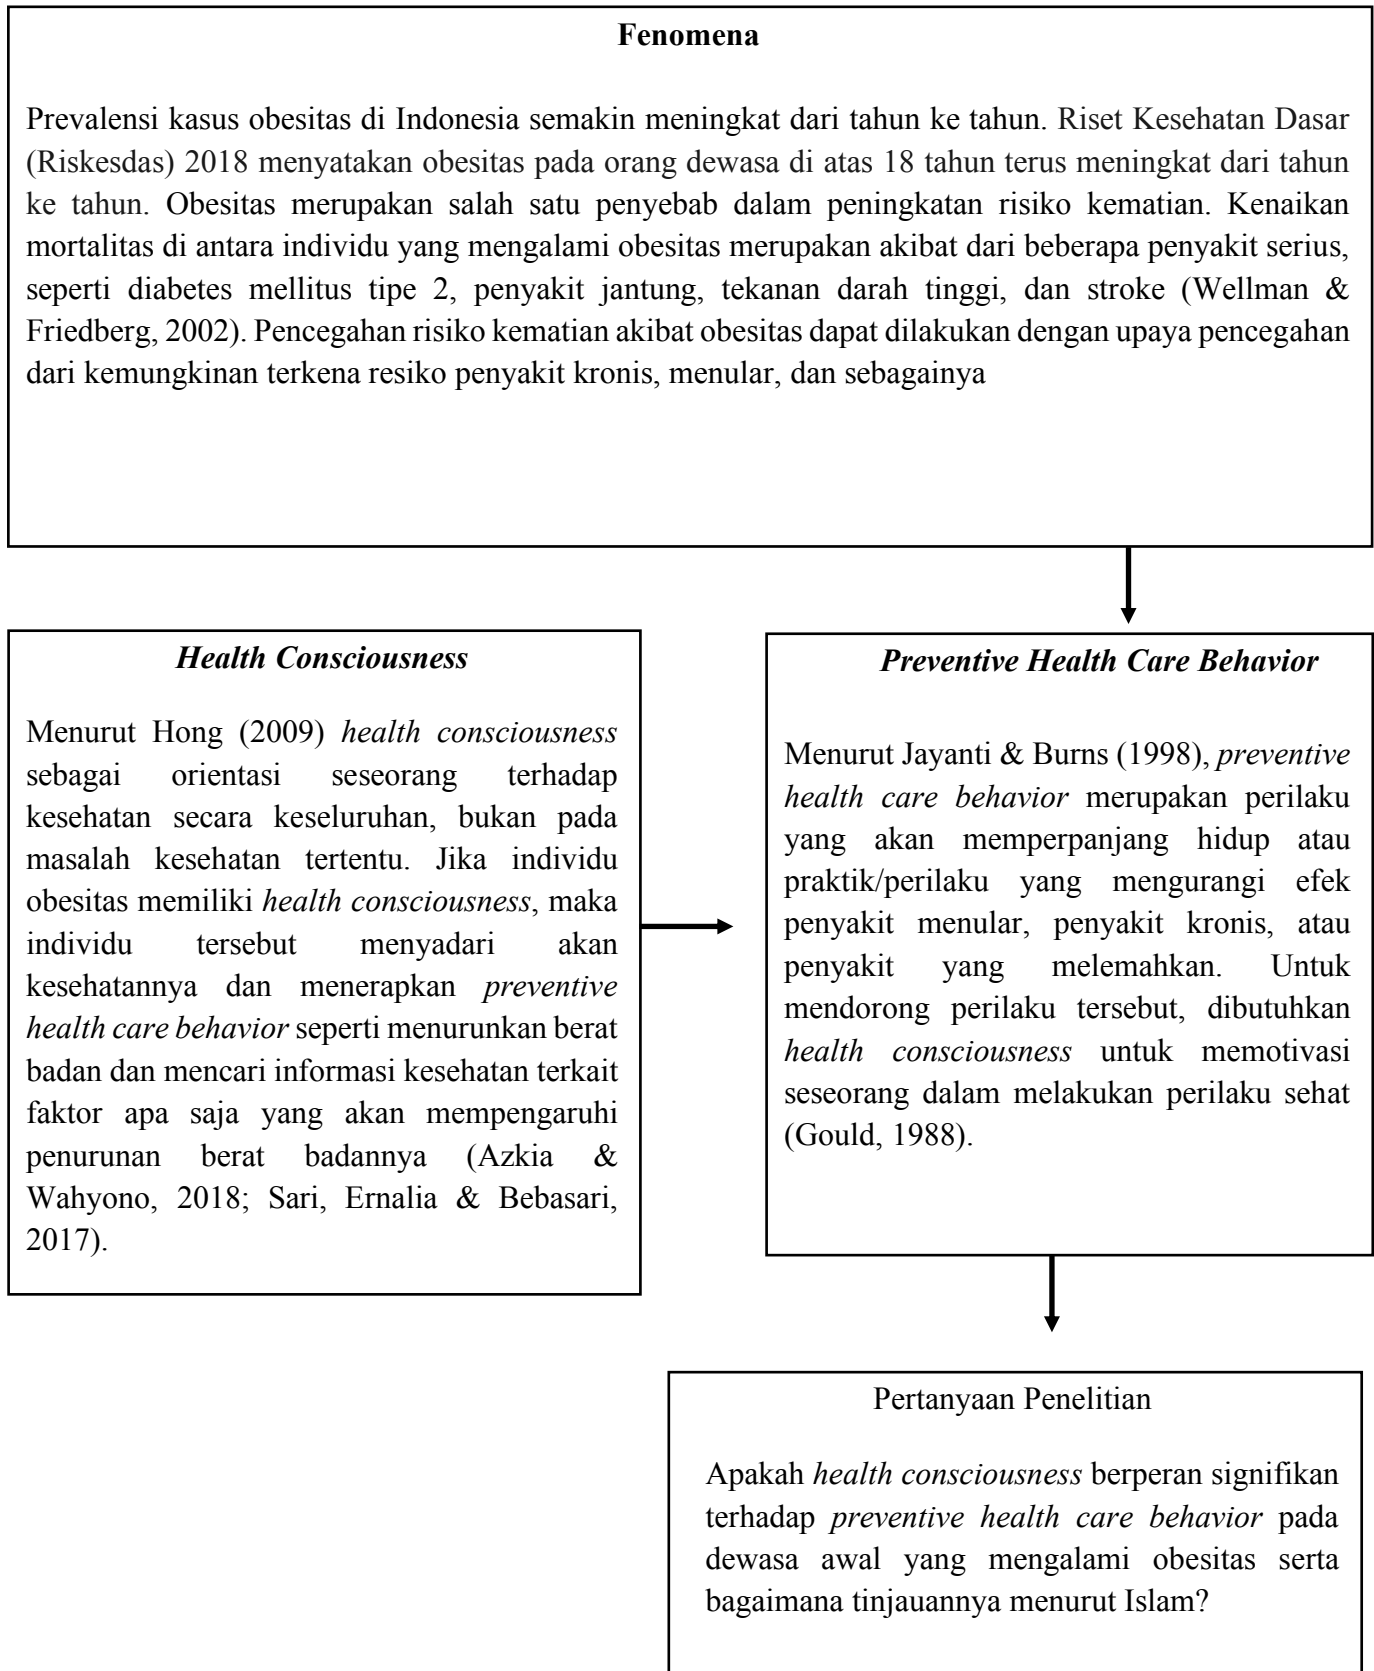 Fenomena
Prevalensi kasus obesitas di Indonesia semakin meningkat dari tahun ke tahun. Riset Kesehatan Dasar
(Riskesdas) 2018 menyatakan obesitas pada orang dewasa di atas 18 tahun terus meningkat dari tahun
ke tahun. Obesitas merupakan salah satu penyebab dalam peningkatan risiko kematian. Kenaikan
mortalitas di antara individu yang mengalami obesitas merupakan akibat dari beberapa penyakit serius,
seperti diabetes mellitus tipe 2, penyakit jantung, tekanan darah tinggi, dan stroke (Wellman &
Friedberg, 2002). Pencegahan risiko kematian akibat obesitas dapat dilakukan dengan upaya pencegahan
dari kemungkinan terkena resiko penyakit kronis, menular, dan sebagainya
Health Consciousness
Menurut Hong (2009) health consciousness
sebagai orientasi seseorang terhadap
kesehatan secara keseluruhan, bukan pada
masalah kesehatan tertentu. Jika individu
obesitas memiliki health consciousness, maka
individu tersebut menyadari akan
kesehatannya dan menerapkan preventive
health care behavior seperti menurunkan berat
badan dan mencari informasi kesehatan terkait
faktor apa saja yang akan mempengaruhi
penurunan berat badannya (Azkia &
Wahyono, 2018; Sari, Ernalia & Bebasari,
2017).
Preventive Health Care Behavior
Menurut Jayanti & Burns (1998), preventive
health care behavior merupakan perilaku
yang akan memperpanjang hidup atau
praktik/perilaku yang mengurangi efek
penyakit menular, penyakit kronis, atau
penyakit yang melemahkan. Untuk
mendorong perilaku tersebut, dibutuhkan
health consciousness untuk memotivasi
seseorang dalam melakukan perilaku sehat
(Gould, 1988).
Pertanyaan Penelitian
Apakah health consciousness berperan signifikan
terhadap preventive health care behavior pada
dewasa awal yang mengalami obesitas serta
bagaimana tinjauannya menurut Islam?